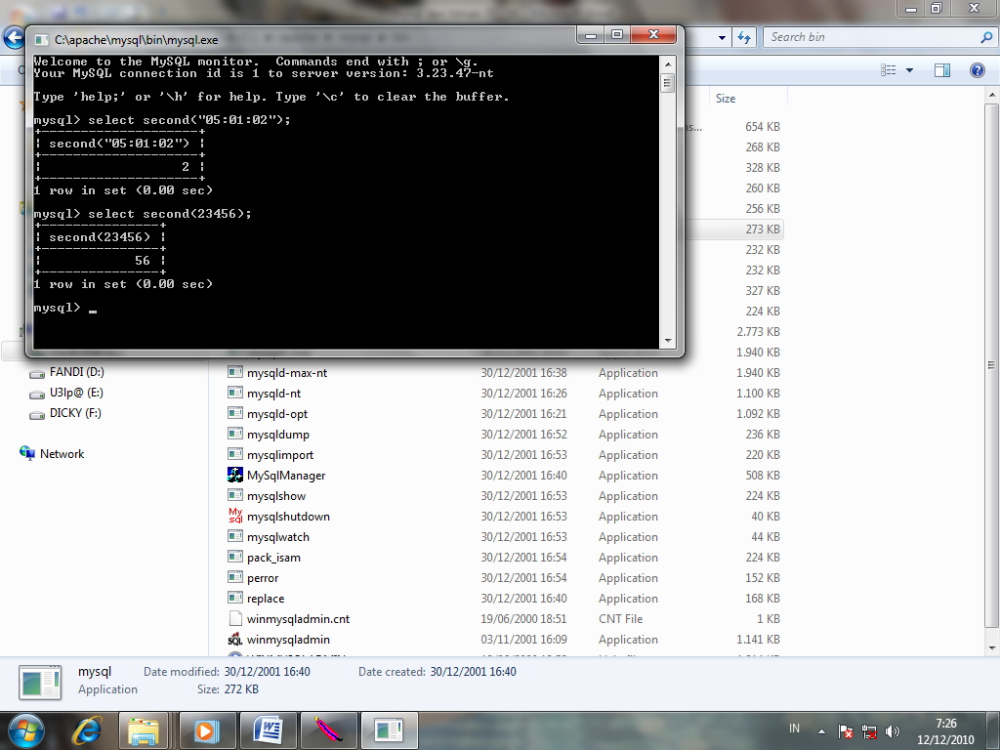 C:\apache\mysql\bin\mysql.exe
Search bin
Welcome to the MySQL monitor.  Commands end with ; or \g.
Your MySQL connection id is 1 to server version: 3.23.47-nt
Type 'help;' or '\h' for help. Type '\c' to clear the buffer.
mysql> select second("05:01:02");
+---------------------+
| second("05:01:02") |
+---------------------+
| 2 |
+---------------------+
1 row in set (0.00 sec)
mysql> select second(23456);
+----------------+
| second(23456) |
+----------------+
| 56 |
+----------------+
1 row in set (0.00 sec)
mysql> _
Size
654 KB
268 KB
328 KB
260 KB
256 KB
273 KB
232 KB
232 KB
327 KB
224 KB
2.773 KB
1.940 KB
FANDI (D:)
U3Ip@ (E:)
DICKY (F:)
Network
mysqld-max-nt 30/12/2001 16:38 Application 1.940 KB
mysqld-nt 30/12/2001 16:26 Application 1.100 KB
mysqld-opt 30/12/2001 16:21 Application 1.092 KB
mysqldump 30/12/2001 16:52 Application 236 KB
mysqlimport 30/12/2001 16:53 Application 220 KB
MySqlManager 30/12/2001 16:40 Application 508 KB
mysqlshow 30/12/2001 16:53 Application 224 KB
mysqlshutdown 30/12/2001 16:53 Application 40 KB
mysqlwatch 30/12/2001 16:53 Application 44 KB
pack_isam 30/12/2001 16:54 Application 224 KB
perror 30/12/2001 16:54 Application 152 KB
replace 30/12/2001 16:40 Application 168 KB
winmysqladmin.cnt 19/06/2000 18:51 CNT File 1 KB
winmysqladmin 03/11/2001 16:09 Application 1.141 KB
mysql Date modified: 30/12/2001 16:40 Date created: 30/12/2001 16:40
Application Size: 272 KB
IN
7:26
12/12/2010